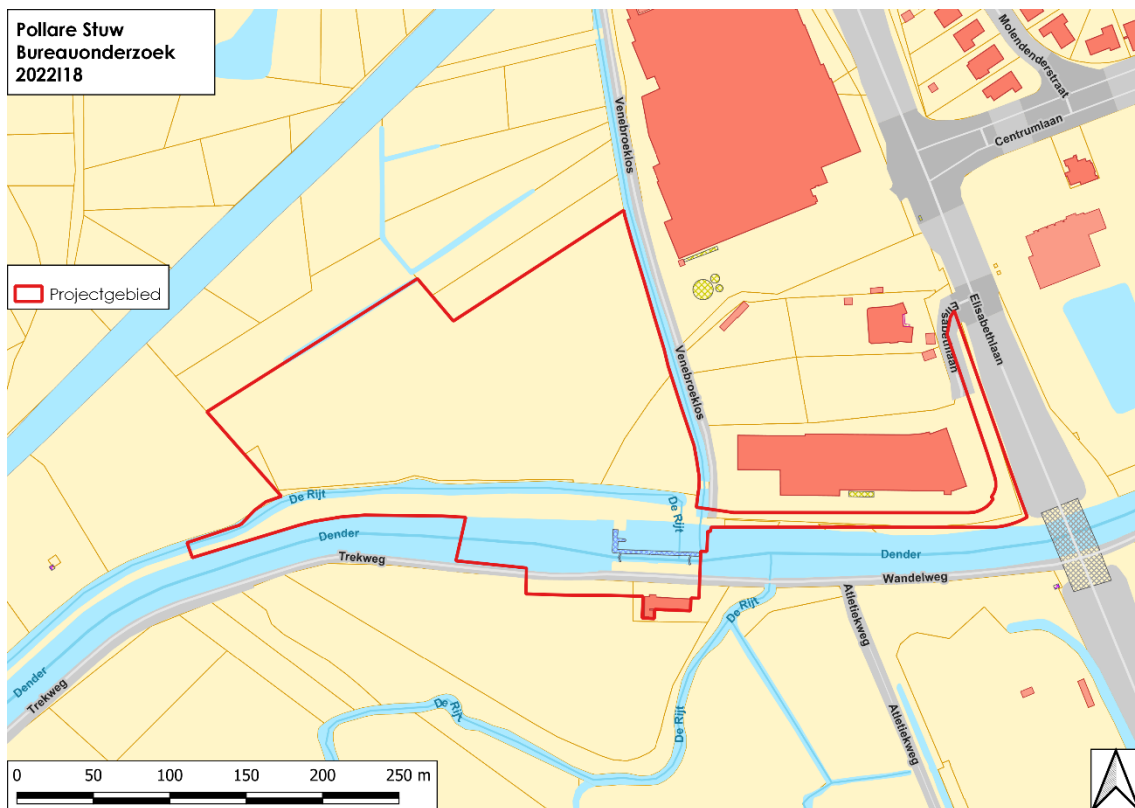 Pollare Stuw
Bureauonderzoek
2022I18
Projectgebied
Molendenderstraat
Centrumlaan
Venebroeklos
Elisabethlaan
Elisabethlaan
Venebroeklos
De Rijt
De Rijt
Dender
Dender
Trekweg
Wandelweg
De Rijt
Atletiekweg
Dender
Trekweg
De Rijt
De Rijt
Atletiekweg
0 50 100 150 200 250 m